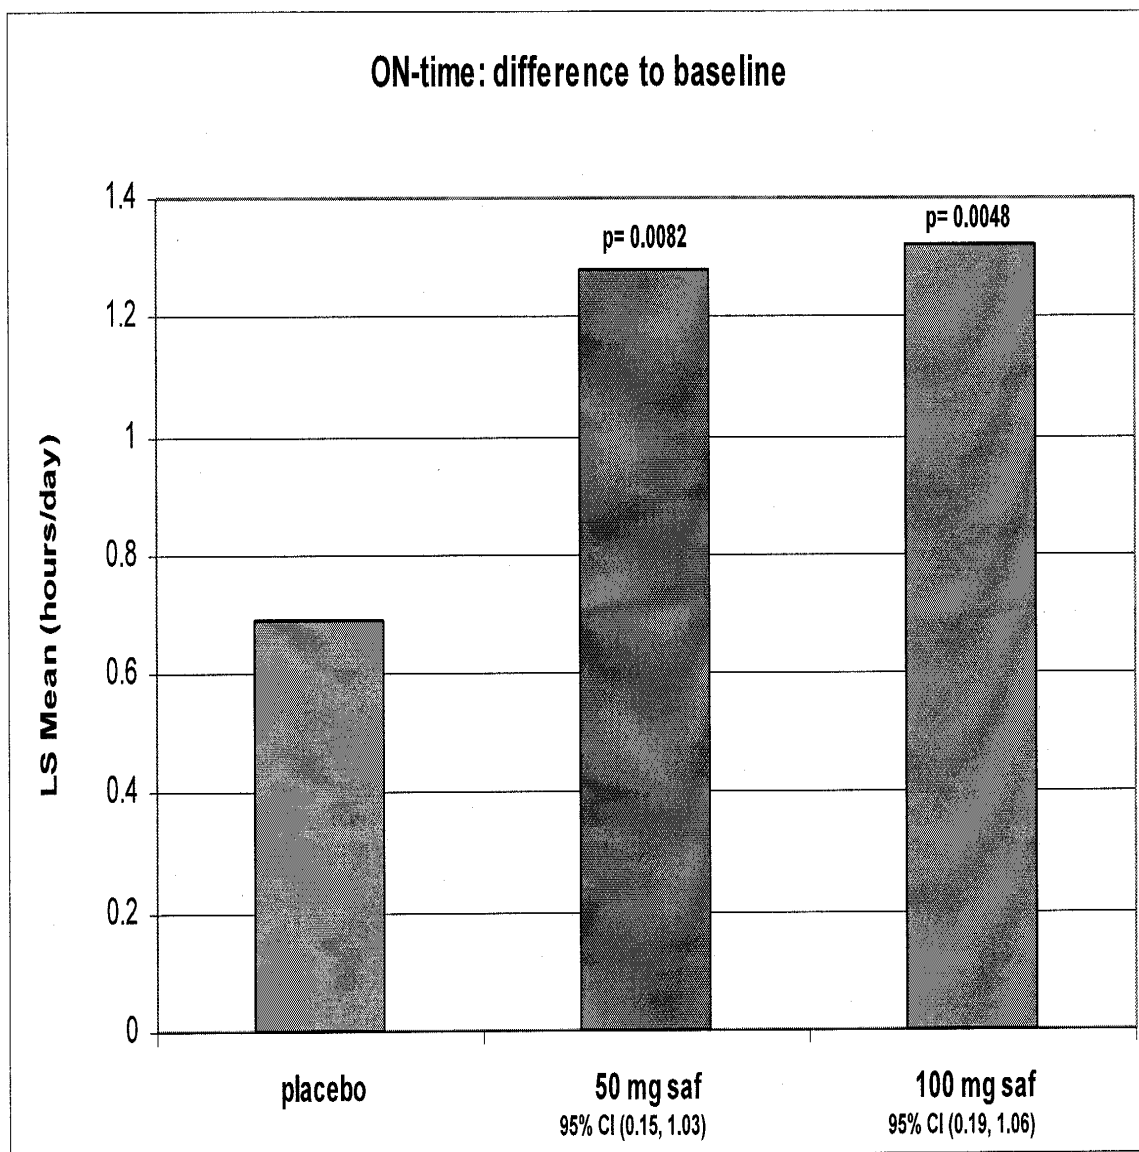 ON-time: difference to baseline
1.4
1.2
1
0.8
0.6
0.4
0.2
0
LS Mean (hours/day)
p= 0.0082
p= 0.0048
placebo
50 mg saf
95% CI (0.15, 1.03)
100 mg saf
95% CI (0.19, 1.06)